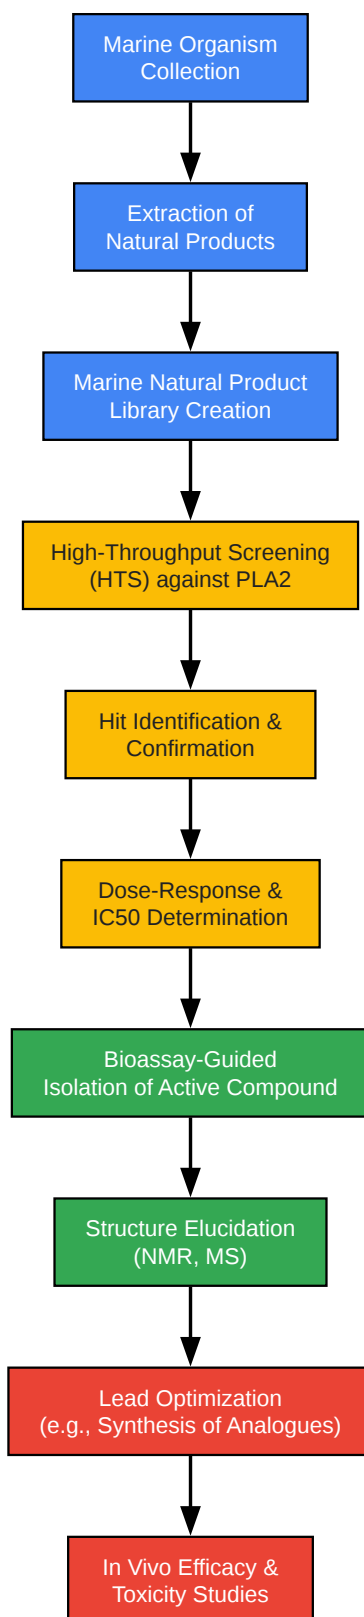 Marine Organism
Collection
Extraction of
Natural Products
Marine Natural Product
Library Creation
High-Throughput Screening
(HTS) against PLA2
Hit Identification &
Confirmation
Dose-Response &
IC50 Determination
Bioassay-Guided
Isolation of Active Compound
Structure Elucidation
(NMR, MS)
Lead Optimization
(e.g., Synthesis of Analogues)
In Vivo Efficacy &
Toxicity Studies